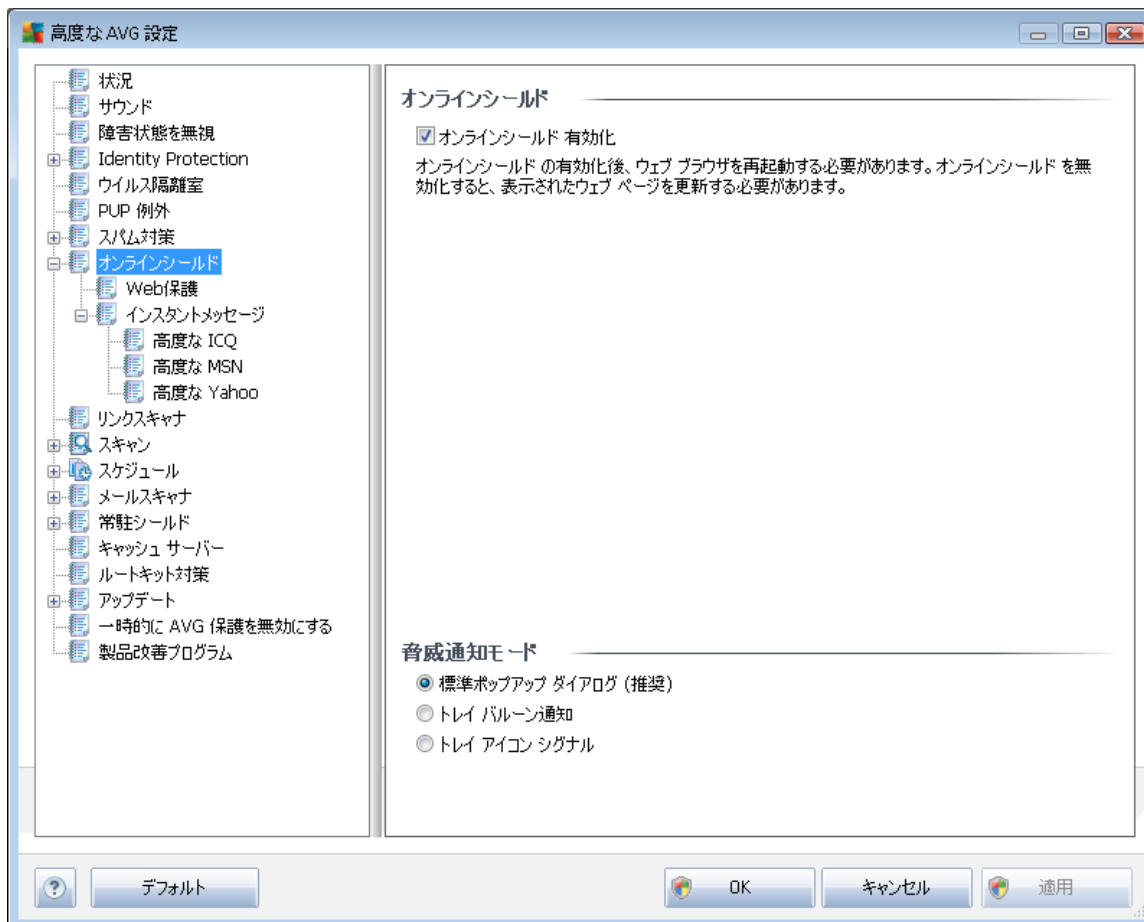 高度な AVG 設定
状況
サウンド
障害状態を無視
Identity Protection
ウイルス隔離室
PUP 例外
スパム対策
オンラインシールド
Web保護
インスタントメッセージ
高度な ICQ
高度な MSN
高度な Yahoo
リンクスキャナ
スキャン
スケジュール
メールスキャナ
常駐シールド
キャッシュ サーバー
ルートキット対策
アップデート
一時的に AVG 保護を無効にする
製品改善プログラム
オンラインシールド
オンラインシールド 有効化
オンラインシールド の有効化後、ウェブ ブラウザを再起動する必要があります。オンラインシールド を無
効化すると、表示されたウェブ ページを更新する必要があります。
脅威通知モード
標準ポップアップ ダイアログ (推奨)
トレイ バルーン通知
トレイ アイコン シグナル
?
デフォルト
OK
キャンセル
適用